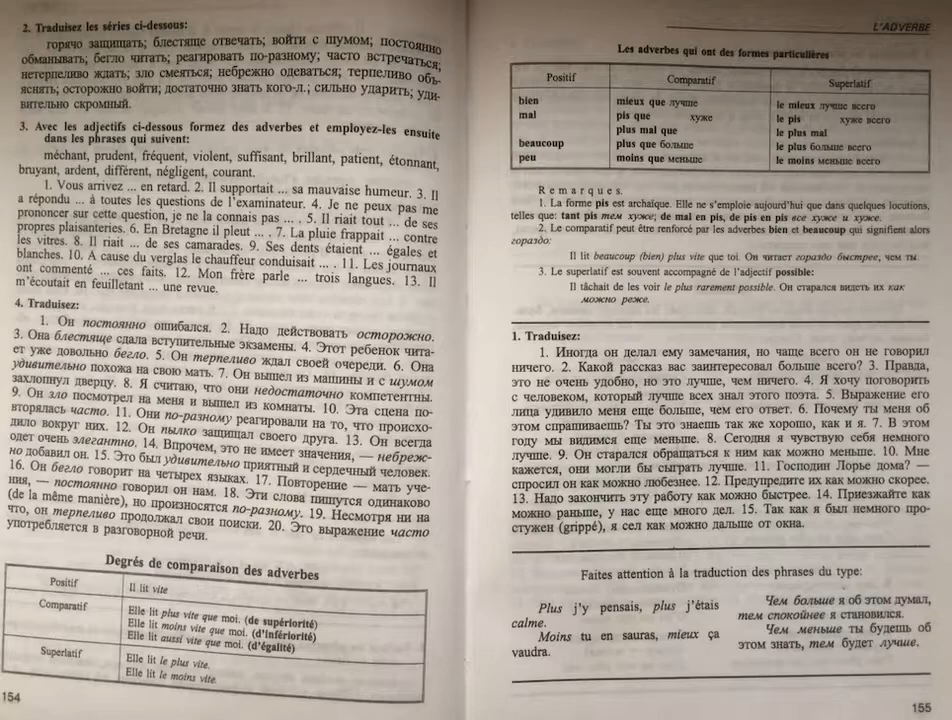 2. Traduisez les séries ci-dessous:
горячо защищать; блестяще отвечать; войти с шумом; постоянно
обманывать; бегло читать; реагировать по-разному; часто встречаться;
нетерпеливо ждать; зло смеяться; небрежно одеваться; терпеливо объ-
яснять; осторожно войти; достаточно знать кого-л.; сильно ударить; уди-
вительно скромный.
3. Avec les adjectifs ci-dessous formez des adverbes et employez-les ensuite
dans les phrases qui suivent:
méchant, prudent, fréquent, violent, suffisant, brillant, patient, étonnant,
bruyant, ardent, différent, négligent, courant.
1. Vous arrivez ... en retard. 2. Il supportait ... sa mauvaise humeur. 3. Il
a répondu ... à toutes les questions de l'examinateur. 4. Je ne peux pas me
prononcer sur cette question, je ne la connais pas ... . 5. Il riait tout ... de ses
propres plaisanteries. 6. En Bretagne il pleut ... . 7. La pluie frappait ... contre
les vitres. 8. Il riait ... de ses camarades. 9. Ses dents étaient ... égales et
blanches. 10. A cause du verglas le chauffeur conduisait ... . 11. Les journaux
ont commenté ... ces faits. 12. Mon frère parle ... trois langues. 13. Il
m'écoutait en feuilletant ... une revue.
4. Traduisez:
1. Он постоянно ошибался. 2. Надо действовать осторожно.
3. Она блестяще сдала вступительные экзамены. 4. Этот ребенок чита-
ет уже довольно бегло. 5. Он терпеливо ждал своей очереди. 6. Она
удивительно похожа на свою мать. 7. Он вышел из машины и с шумом
захлопнул дверцу. 8. Я считаю, что они недостаточно компетентны.
9. Он зло посмотрел на меня и вышел из комнаты. 10. Эта сцена по-
вторялась часто. 11. Они по-разному реагировали на то, что происхо-
дило вокруг них. 12. Он пылко защищал своего друга. 13. Он всегда
одет очень элегантно. 14. Впрочем, это не имеет значения, — небреж-
но добавил он. 15. Это был удивительно приятный и сердечный человек.
16. Он бегло говорит на четырех языках. 17. Повторение — мать уче-
ния, — постоянно говорил он нам. 18. Эти слова пишутся одинаково
(de la même manière), но произносятся по-разному. 19. Несмотря ни на
что, он терпеливо продолжал свои поиски. 20. Это выражение часто
употребляется в разговорной речи.
Degrés de comparaison des adverbes
Positif Il lit vite
Comparatif Elle lit plus vite que moi. (de supériorité)
Elle lit moins vite que moi. (d'infériorité)
Elle lit aussi vite que moi. (d'égalité)
Superlatif Elle lit le plus vite.
Elle lit le moins vite.
154
L'ADVERBE
Les adverbes qui ont des formes particulières
Positif Comparatif Superlatif
bien mieux que лучше le mieux лучше всего
mal pis que хуже le pis хуже всего
plus mal que le plus mal
beaucoup plus que больше le plus больше всего
peu moins que меньше le moins меньше всего
Remarques.
1. La forme pis est archaïque. Elle ne s'emploie aujourd'hui que dans quelques locutions,
telles que: tant pis тем хуже; de mal en pis, de pis en pis все хуже и хуже.
2. Le comparatif peut être renforcé par les adverbes bien et beaucoup qui signifient alors
гораздо:
Il lit beaucoup (bien) plus vite que toi. Он читает гораздо быстрее, чем ты.
3. Le superlatif est souvent accompagné de l'adjectif possible:
Il tâchait de les voir le plus rarement possible. Он старался видеть их как
можно реже.
1. Traduisez:
1. Иногда он делал ему замечания, но чаще всего он не говорил
ничего. 2. Какой рассказ вас заинтересовал больше всего? 3. Правда,
это не очень удобно, но это лучше, чем ничего. 4. Я хочу поговорить
с человеком, который лучше всех знал этого поэта. 5. Выражение его
лица удивило меня еще больше, чем его ответ. 6. Почему ты меня об
этом спрашиваешь? Ты это знаешь так же хорошо, как и я. 7. В этом
году мы видимся еще меньше. 8. Сегодня я чувствую себя немного
лучше. 9. Он старался обращаться к ним как можно меньше. 10. Мне
кажется, они могли бы сыграть лучше. 11. Господин Лорье дома? —
спросил он как можно любезнее. 12. Предупредите их как можно скорее.
13. Надо закончить эту работу как можно быстрее. 14. Приезжайте как
можно раньше, у нас еще много дел. 15. Так как я был немного про-
стужен (grippé), я сел как можно дальше от окна.
Faites attention à la traduction des phrases du type:
Plus j'y pensais, plus j'étais
calme.
Moins tu en sauras, mieux ça
vaudra.
Чем больше я об этом думал,
тем спокойнее я становился.
Чем меньше ты будешь об
этом знать, тем будет лучше.
155